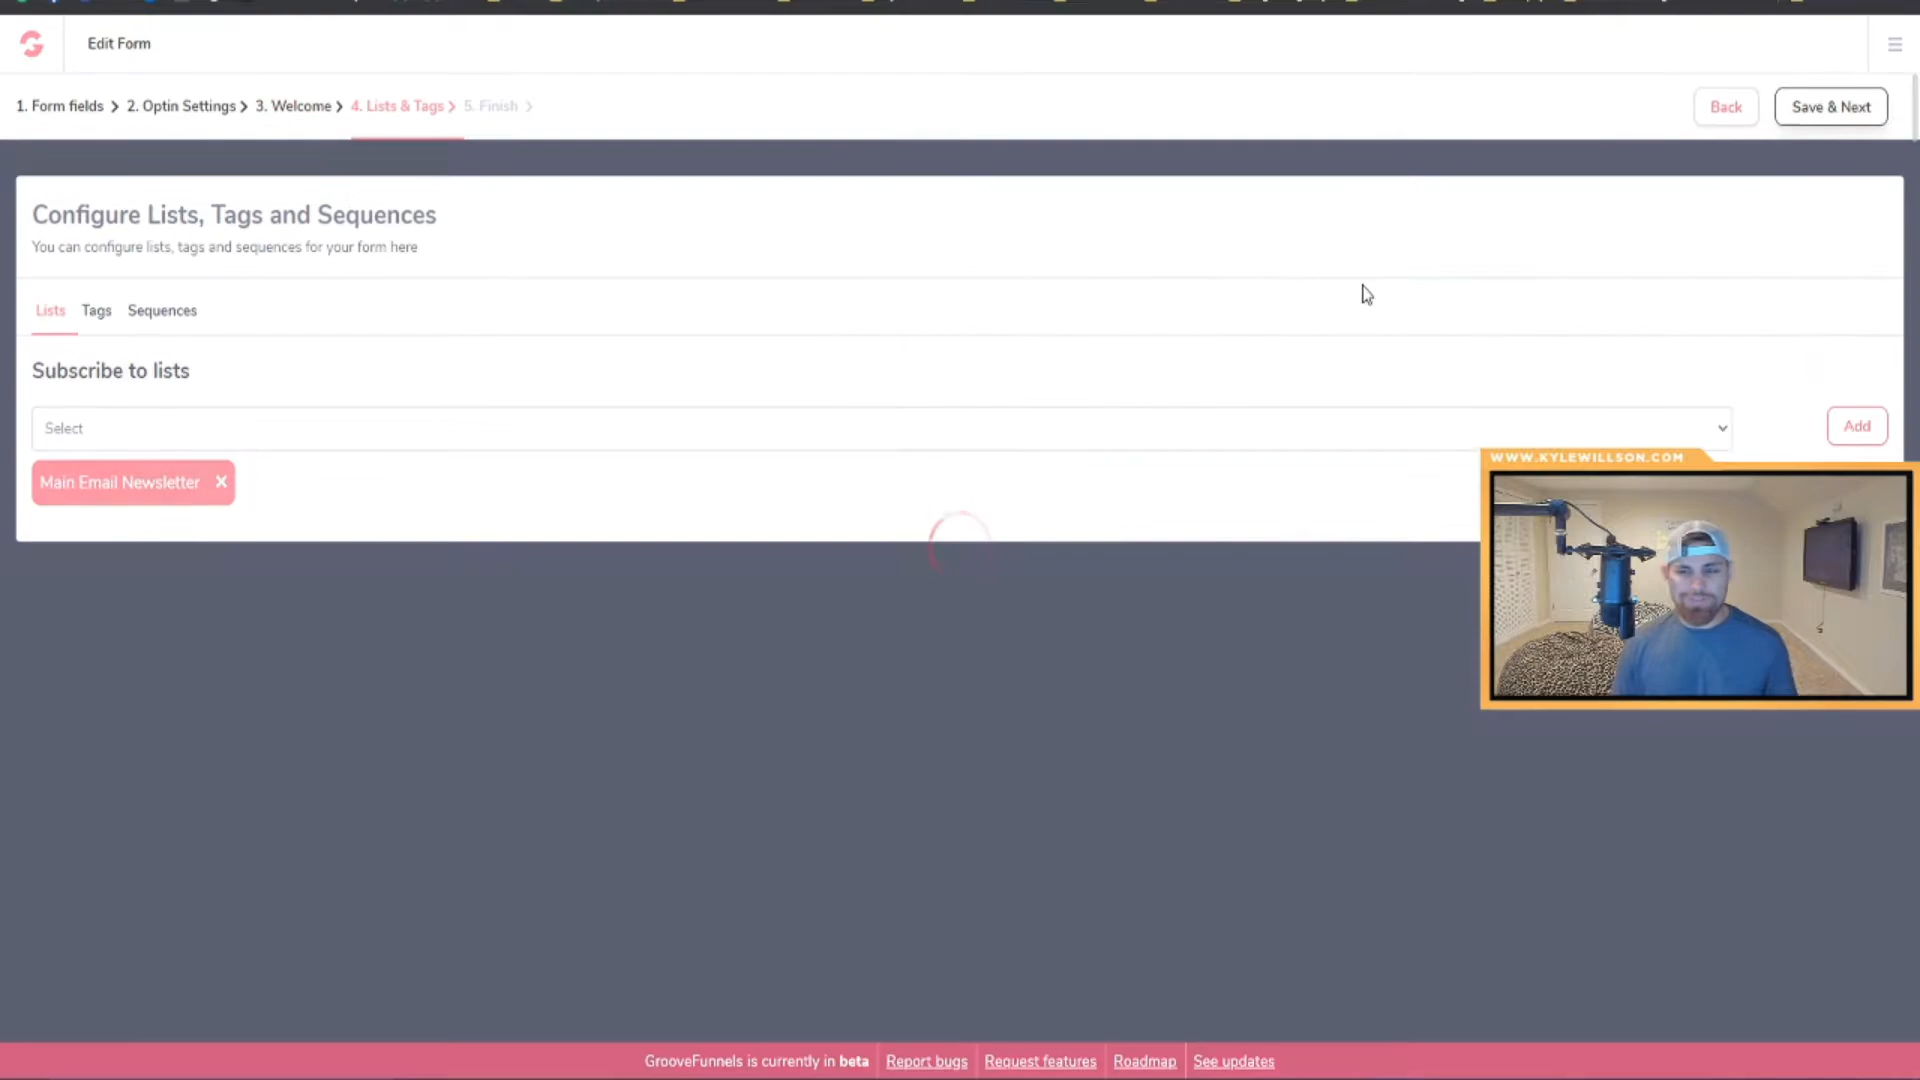 Edit Form
1. Form fields > 2. Optin Settings > 3. Welcome > 4. Lists & Tags > 5. Finish >
Back
Save & Next
Configure Lists, Tags and Sequences
You can configure lists, tags and sequences for your form here
Lists Tags Sequences
Subscribe to lists
Select
Add
Main Email Newsletter X
WWW.KYLEWILLSON.COM
GrooveFunnels is currently in beta Report bugs Request features Roadmap See updates